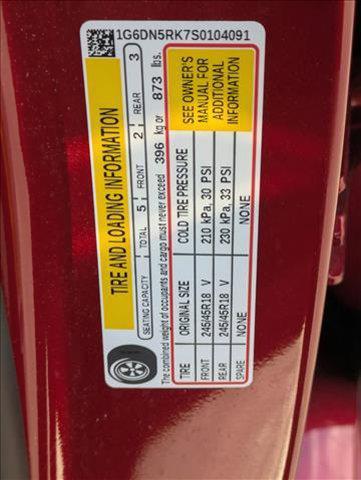 1G6DN5RK7S0104091
TIRE AND LOADING INFORMATION
SEATING CAPACITY TOTAL 5 FRONT 2 REAR 3
The combined weight of occupants and cargo must never exceed 396 kg or 873 lbs.
TIRE ORIGINAL SIZE COLD TIRE PRESSURE
FRONT 245/45R18 V 210 kPa, 30 PSI
REAR 245/45R18 V 230 kPa, 33 PSI
SPARE NONE NONE
SEE OWNER'S
MANUAL FOR
ADDITIONAL
INFORMATION